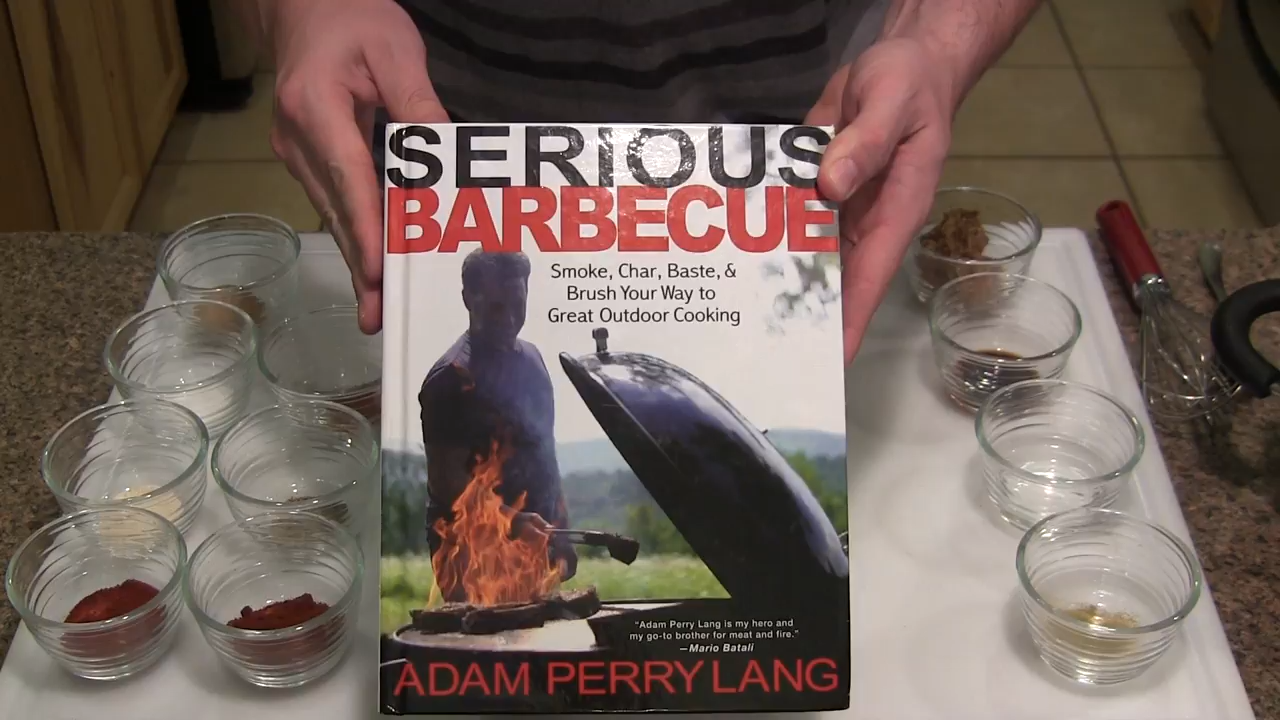 SERIOUS
BARBECUE
Smoke, Char, Baste, &
Brush Your Way to
Great Outdoor Cooking
"Adam Perry Lang is my hero and
my go-to brother for meat and fire."
—Mario Batali
ADAM PERRY LANG